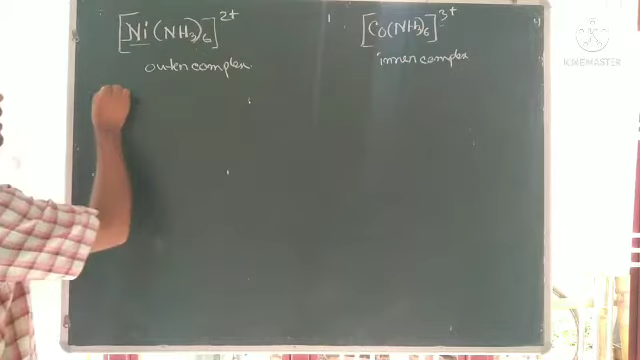 [Ni(NH3)6]2+
outer complex
[Co(NH3)6]3+
inner complex
KINEMASTER